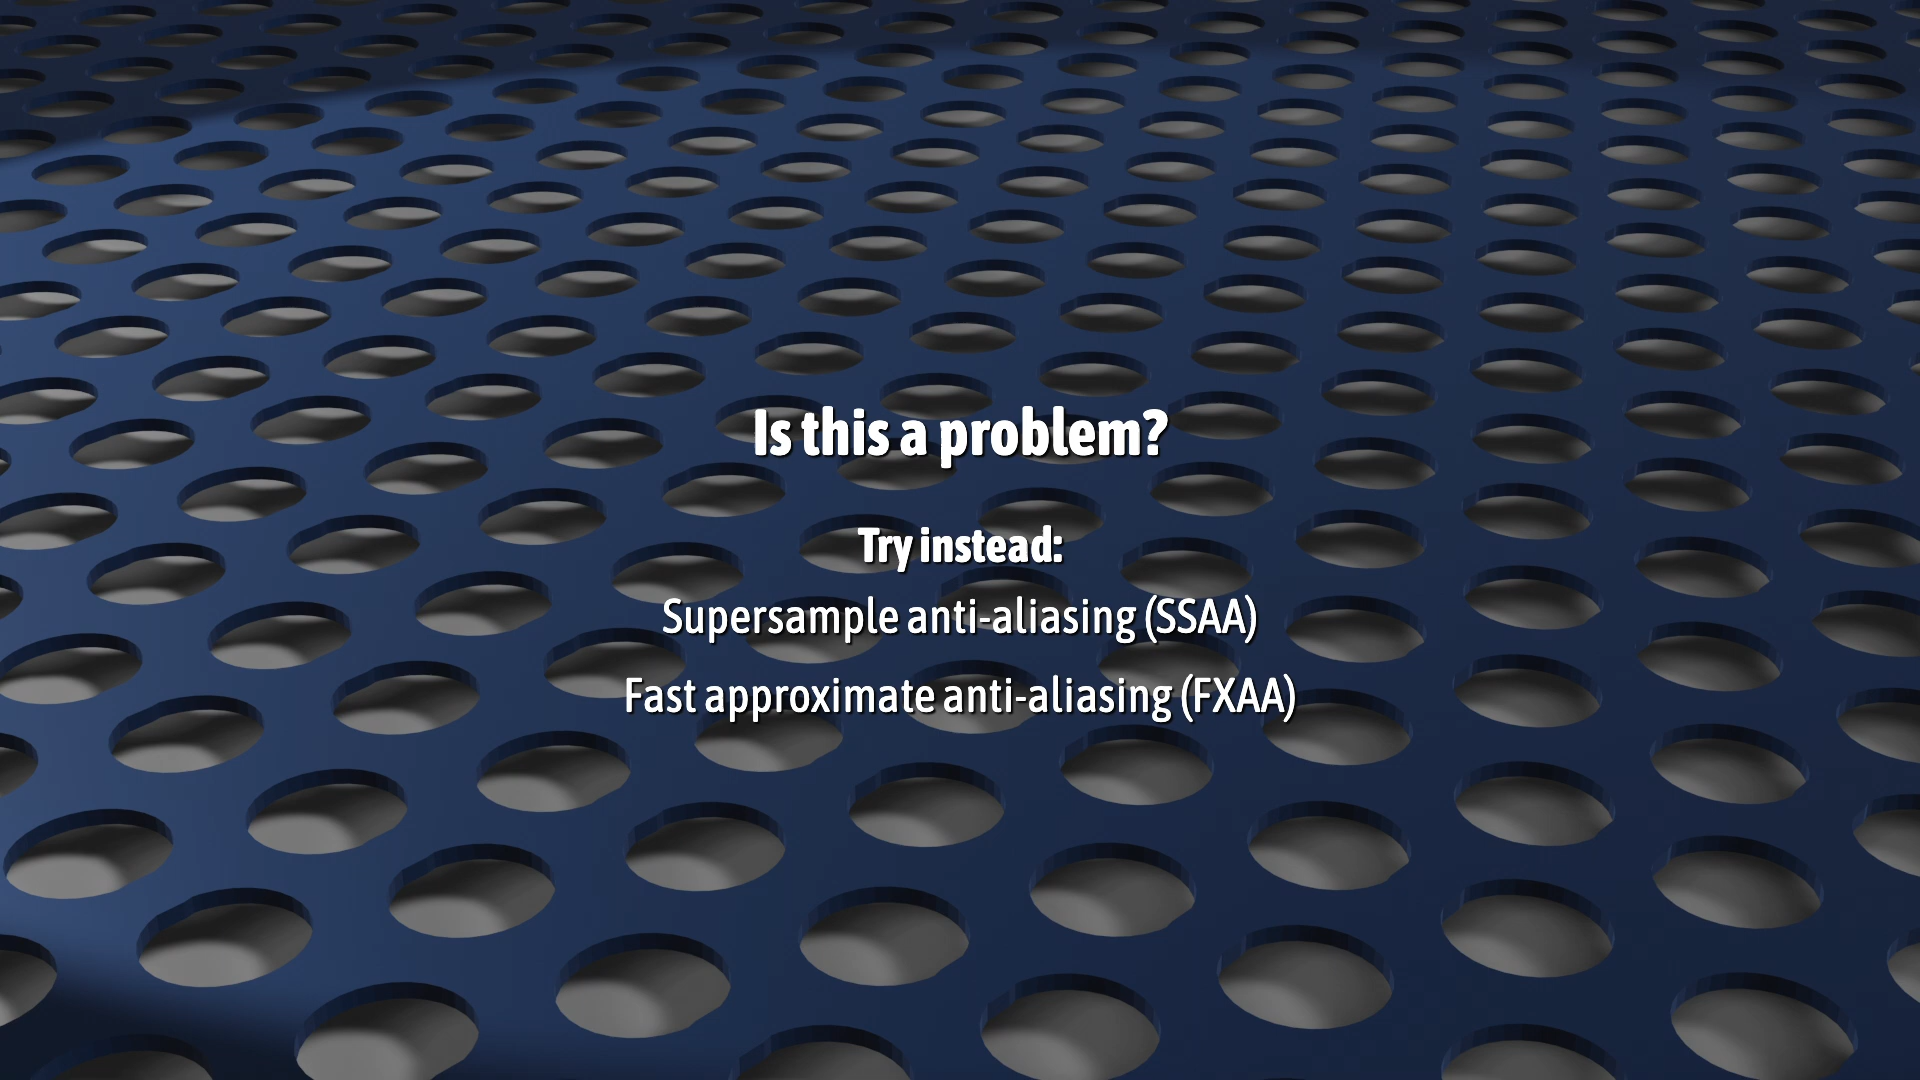 Is this a problem?
Try instead:
Supersample anti-aliasing (SSAA)
Fast approximate anti-aliasing (FXAA)